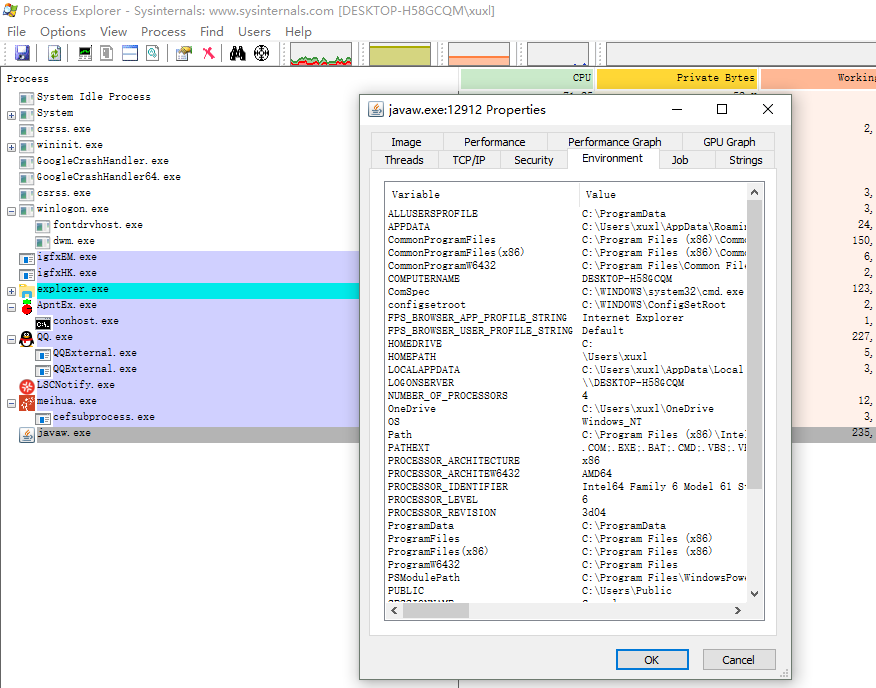 Process Explorer - Sysinternals: www.sysinternals.com [DESKTOP-H58GCQM\xuxl]
File Options View Process Find Users Help
Process CPU Private Bytes Working
System Idle Process
System
csrss.exe 2,
wininit.exe
GoogleCrashHandler.exe
GoogleCrashHandler64.exe
csrss.exe 3,
winlogon.exe 3,
fontdrvhost.exe 24,
dwm.exe 150,
igfxEM.exe 6,
igfxHK.exe 2,
explorer.exe 123,
ApntEx.exe 2,
conhost.exe 1,
QQ.exe 227,
QQExternal.exe 5,
QQExternal.exe 3,
LSCNotify.exe
meihua.exe 12,
cefsubprocess.exe 3,
javaw.exe 235,
javaw.exe:12912 Properties
Image Performance Performance Graph GPU Graph
Threads TCP/IP Security Environment Job Strings
Variable Value
ALLUSERSPROFILE C:\ProgramData
APPDATA C:\Users\xuxl\AppData\Roamin
CommonProgramFiles C:\Program Files (x86)\Commo
CommonProgramFiles(x86) C:\Program Files (x86)\Commo
CommonProgramW6432 C:\Program Files\Common File
COMPUTERNAME DESKTOP-H58GCQM
ComSpec C:\WINDOWS\system32\cmd.exe
configsetroot C:\WINDOWS\ConfigSetRoot
FPS_BROWSER_APP_PROFILE_STRING Internet Explorer
FPS_BROWSER_USER_PROFILE_STRING Default
HOMEDRIVE C:
HOMEPATH \Users\xuxl
LOCALAPPDATA C:\Users\xuxl\AppData\Local
LOGONSERVER \\DESKTOP-H58GCQM
NUMBER_OF_PROCESSORS 4
OneDrive C:\Users\xuxl\OneDrive
OS Windows_NT
Path C:\Program Files (x86)\Inte
PATHEXT .COM;.EXE;.BAT;.CMD;.VBS;.VI
PROCESSOR_ARCHITECTURE x86
PROCESSOR_ARCHITEW6432 AMD64
PROCESSOR_IDENTIFIER Intel64 Family 6 Model 61 S
PROCESSOR_LEVEL 6
PROCESSOR_REVISION 3d04
ProgramData C:\ProgramData
ProgramFiles C:\Program Files (x86)
ProgramFiles(x86) C:\Program Files (x86)
ProgramW6432 C:\Program Files
PSModulePath C:\Program Files\WindowsPowe
PUBLIC C:\Users\Public
OK Cancel